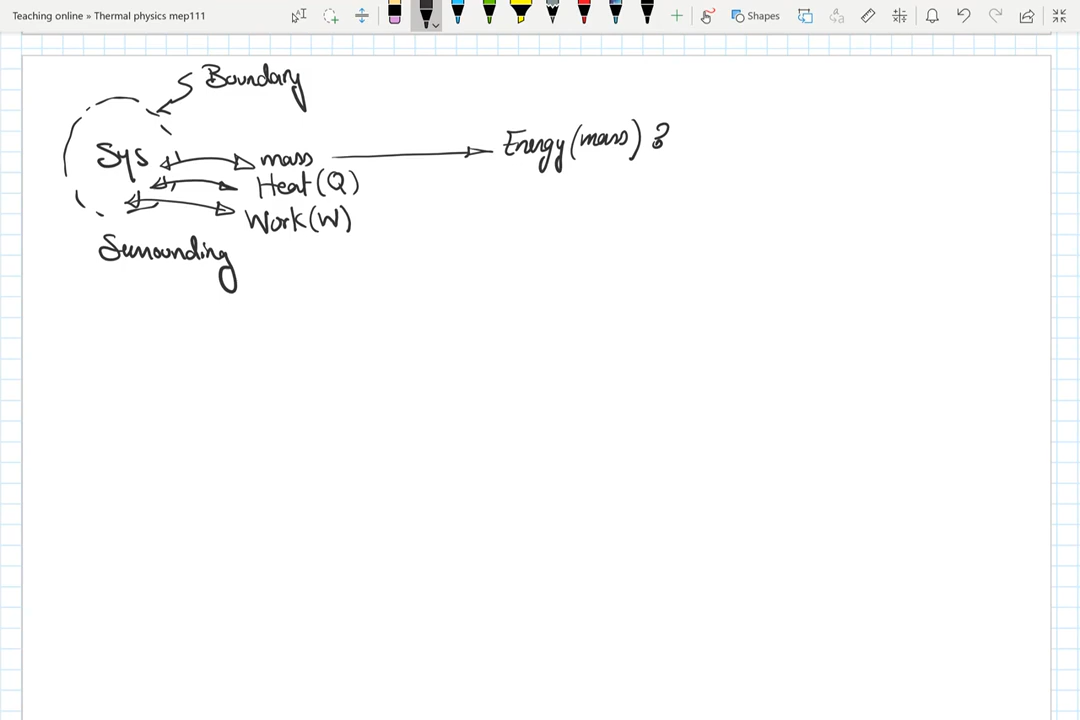 Teaching online » Thermal physics mep111
Shapes
Boundary
Sys
mass
Energy (mass) ?
Heat (Q)
Work (W)
Surrounding